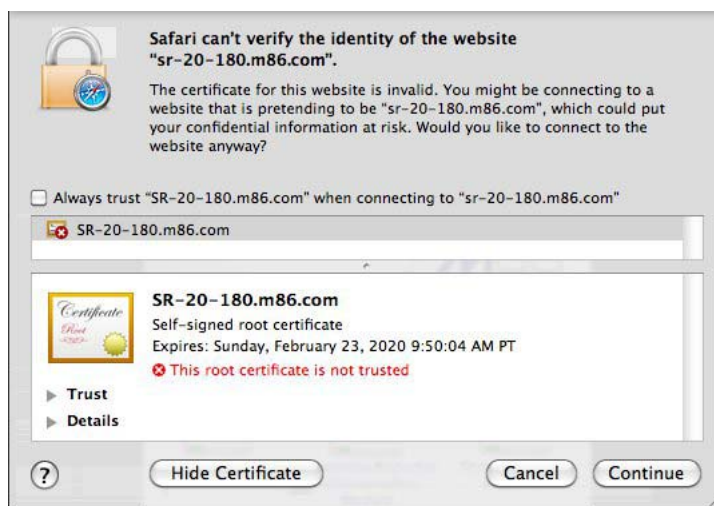 Safari can't verify the identity of the website
"sr-20-180.m86.com".
The certificate for this website is invalid. You might be connecting to a
website that is pretending to be "sr-20-180.m86.com", which could put
your confidential information at risk. Would you like to connect to the
website anyway?
Always trust "SR-20-180.m86.com" when connecting to "sr-20-180.m86.com"
SR-20-180.m86.com
Certificate
Root
SR-20-180.m86.com
Self-signed root certificate
Expires: Sunday, February 23, 2020 9:50:04 AM PT
This root certificate is not trusted
Trust
Details
?
Hide Certificate
Cancel
Continue